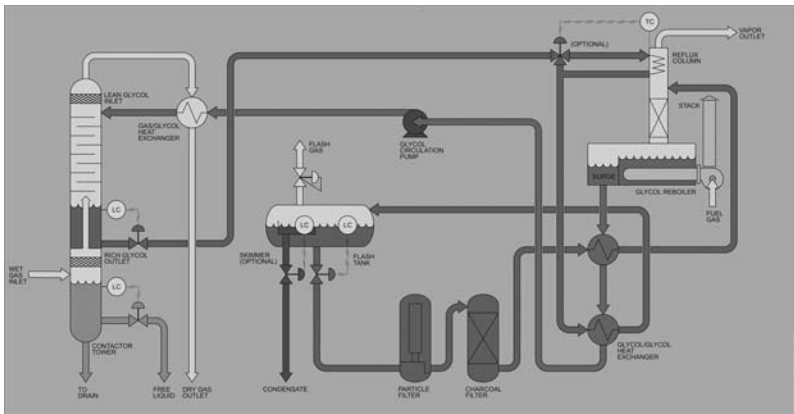 TC
(OPTIONAL)
VAPOR
OUTLET
REFLUX
COLUMN
LEAN GLYCOL
INLET
GAS/GLYCOL
HEAT
EXCHANGER
STACK
GLYCOL
CIRCULATION
PUMP
FLASH
GAS
SURGE
GLYCOL REBOILER
FUEL
GAS
LC
RICH GLYCOL
OUTLET
LC
LC
SKIMMER
(OPTIONAL)
FLASH
TANK
WET
GAS INLET
LC
CONTACTOR
TOWER
GLYCOL/GLYCOL
HEAT
EXCHANGER
TO
DRAIN
FREE
LIQUID
DRY GAS
OUTLET
CONDENSATE
PARTICLE
FILTER
CHARCOAL
FILTER